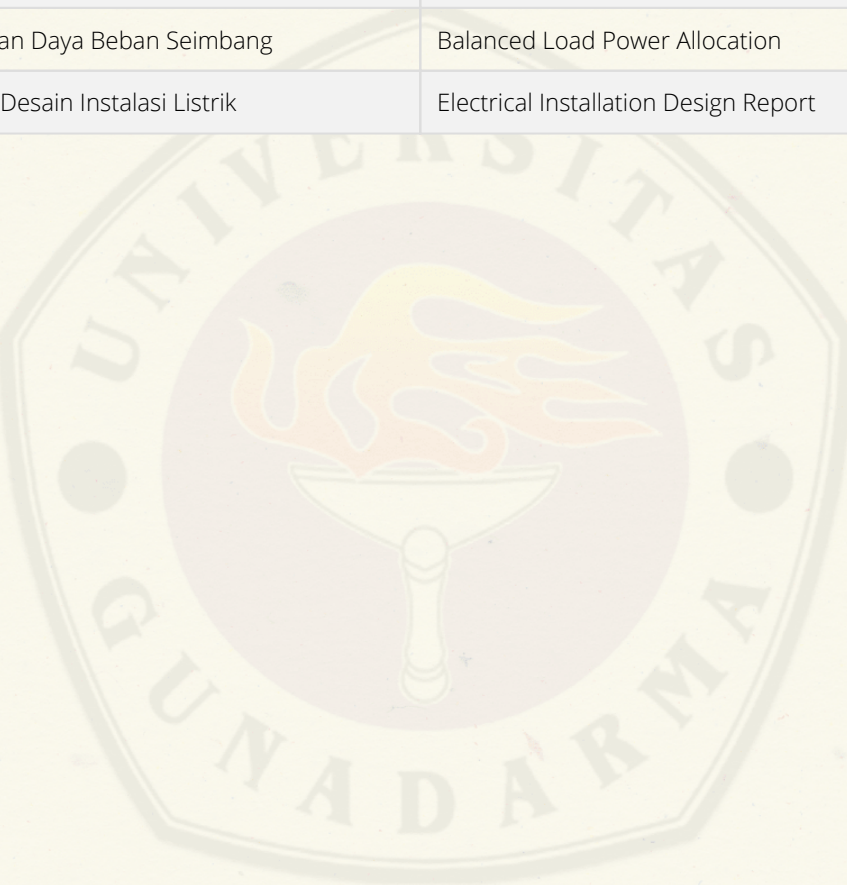 an Daya Beban Seimbang
Balanced Load Power Allocation
Desain Instalasi Listrik
Electrical Installation Design Report
UNIVERSITAS
GUNADARMA